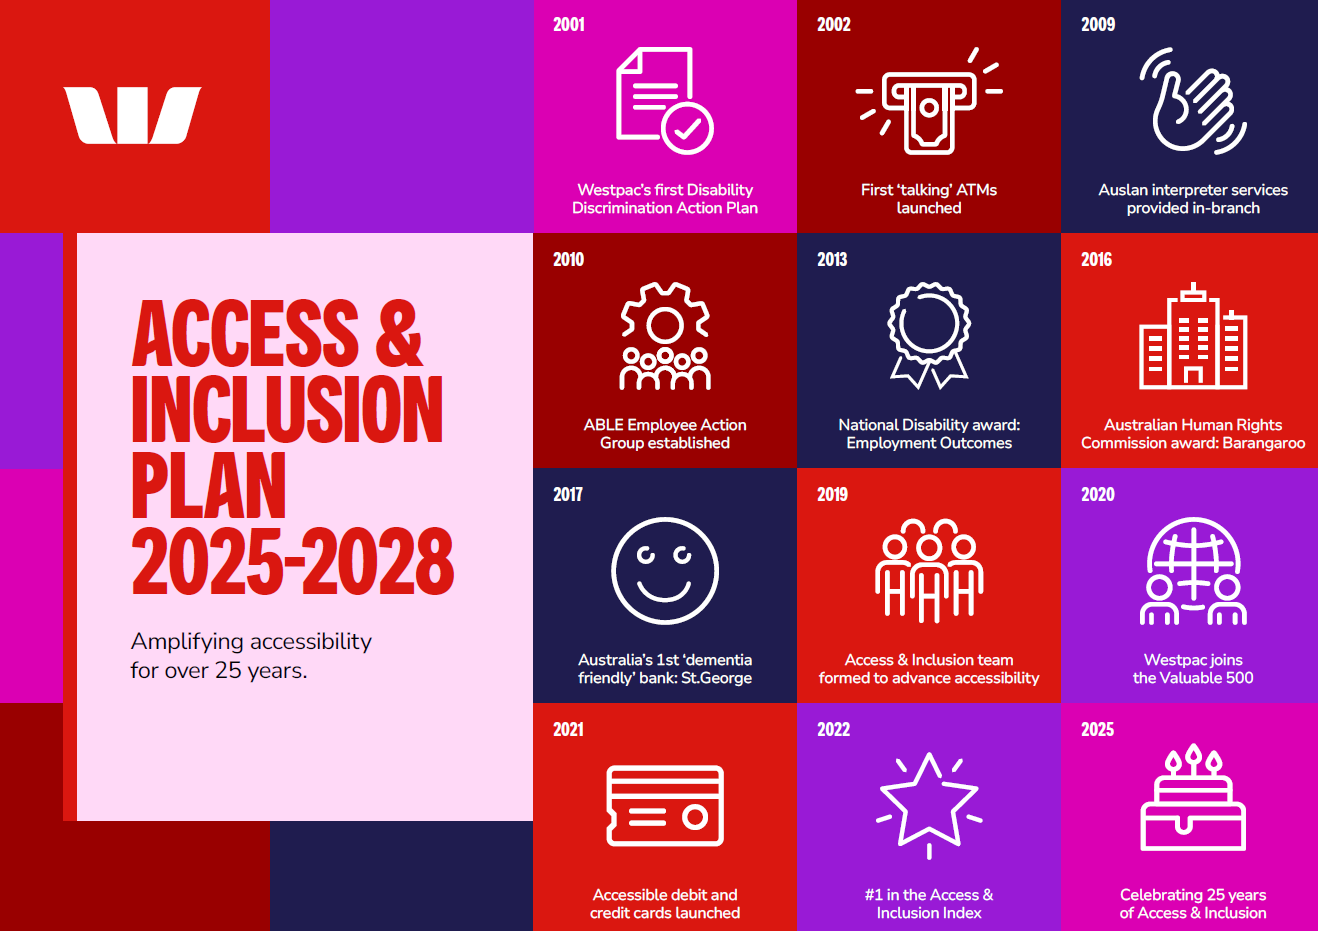 ACCESS &
INCLUSION
PLAN
2025-2028
Amplifying accessibility
for over 25 years.
2001
Westpac's first Disability
Discrimination Action Plan
2002
First ‘talking’ ATMs
launched
2009
Auslan interpreter services
provided in-branch
2010
ABLE Employee Action
Group established
2013
National Disability award:
Employment Outcomes
2016
Australian Human Rights
Commission award: Barangaroo
2017
Australia's 1st ‘dementia
friendly’ bank: St.George
2019
Access & Inclusion team
formed to advance accessibility
2020
Westpac joins
the Valuable 500
2021
Accessible debit and
credit cards launched
2022
#1 in the Access &
Inclusion Index
2025
Celebrating 25 years
of Access & Inclusion